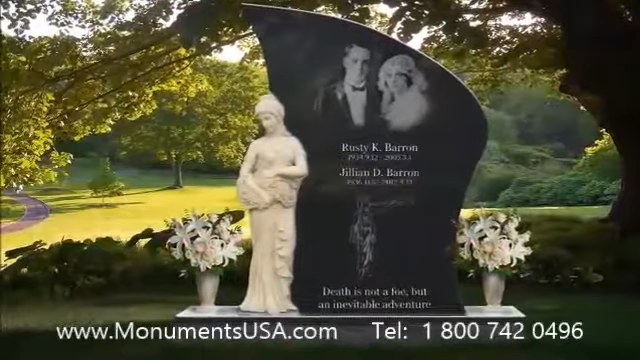 Rusty K. Barron
Jillian D. Barron
Death is not a foe, but
an inevitable adventure
www.MonumentsUSA.com Tel: 1 800 742 0496